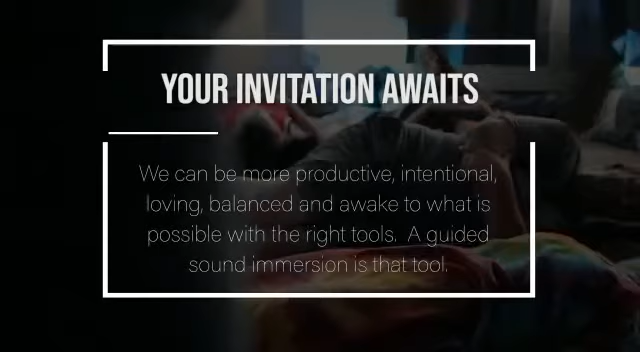 YOUR INVITATION AWAITS
We can be more productive, intentional,
loving, balanced and awake to what is
possible with the right tools. A guided
sound immersion is that tool.